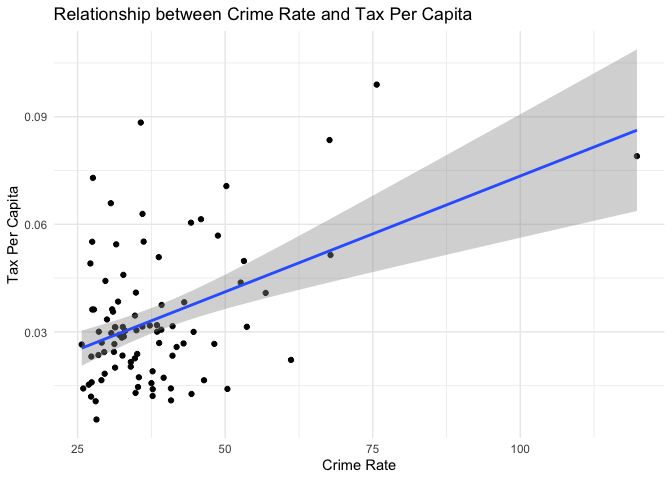 Relationship between Crime Rate and Tax Per Capita
0.09
0.06
0.03
Tax Per Capita
25 50 75 100
Crime Rate